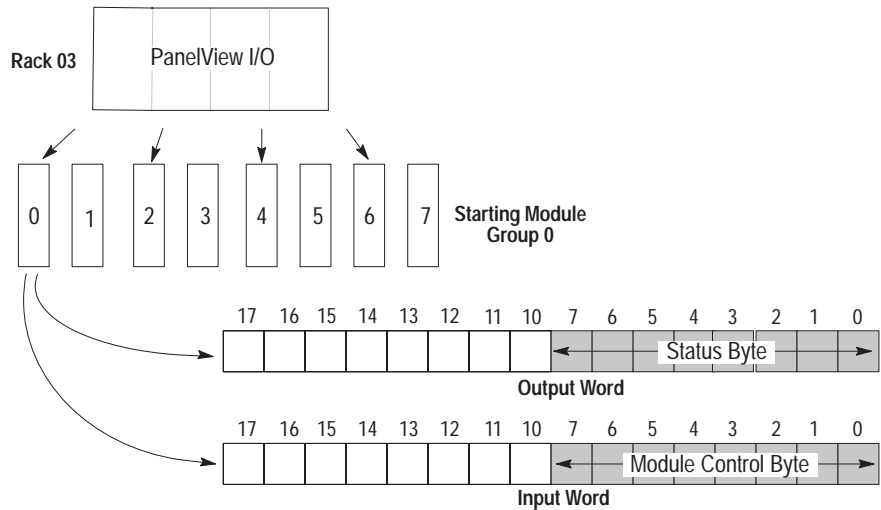 PanelView I/O
Rack 03
0 1 2 3 4 5 6 7
Starting Module
Group 0
17 16 15 14 13 12 11 10 7 6 5 4 3 2 1 0
Status Byte
Output Word
17 16 15 14 13 12 11 10 7 6 5 4 3 2 1 0
Module Control Byte
Input Word